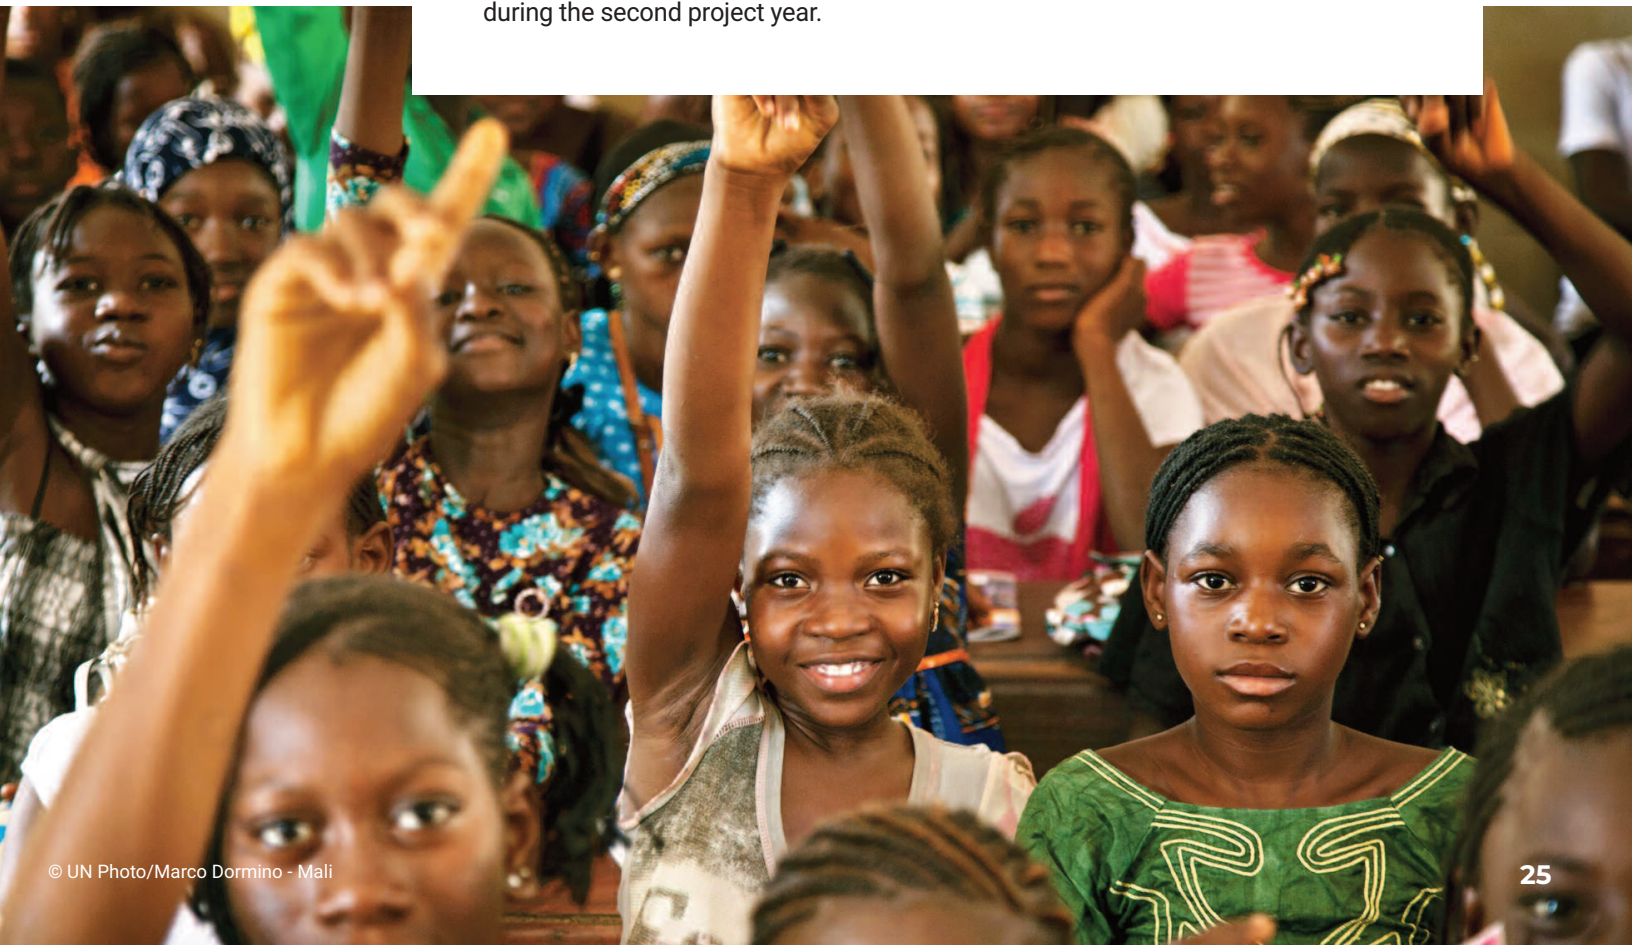 during the second project year.
© UN Photo/Marco Dormino - Mali
25